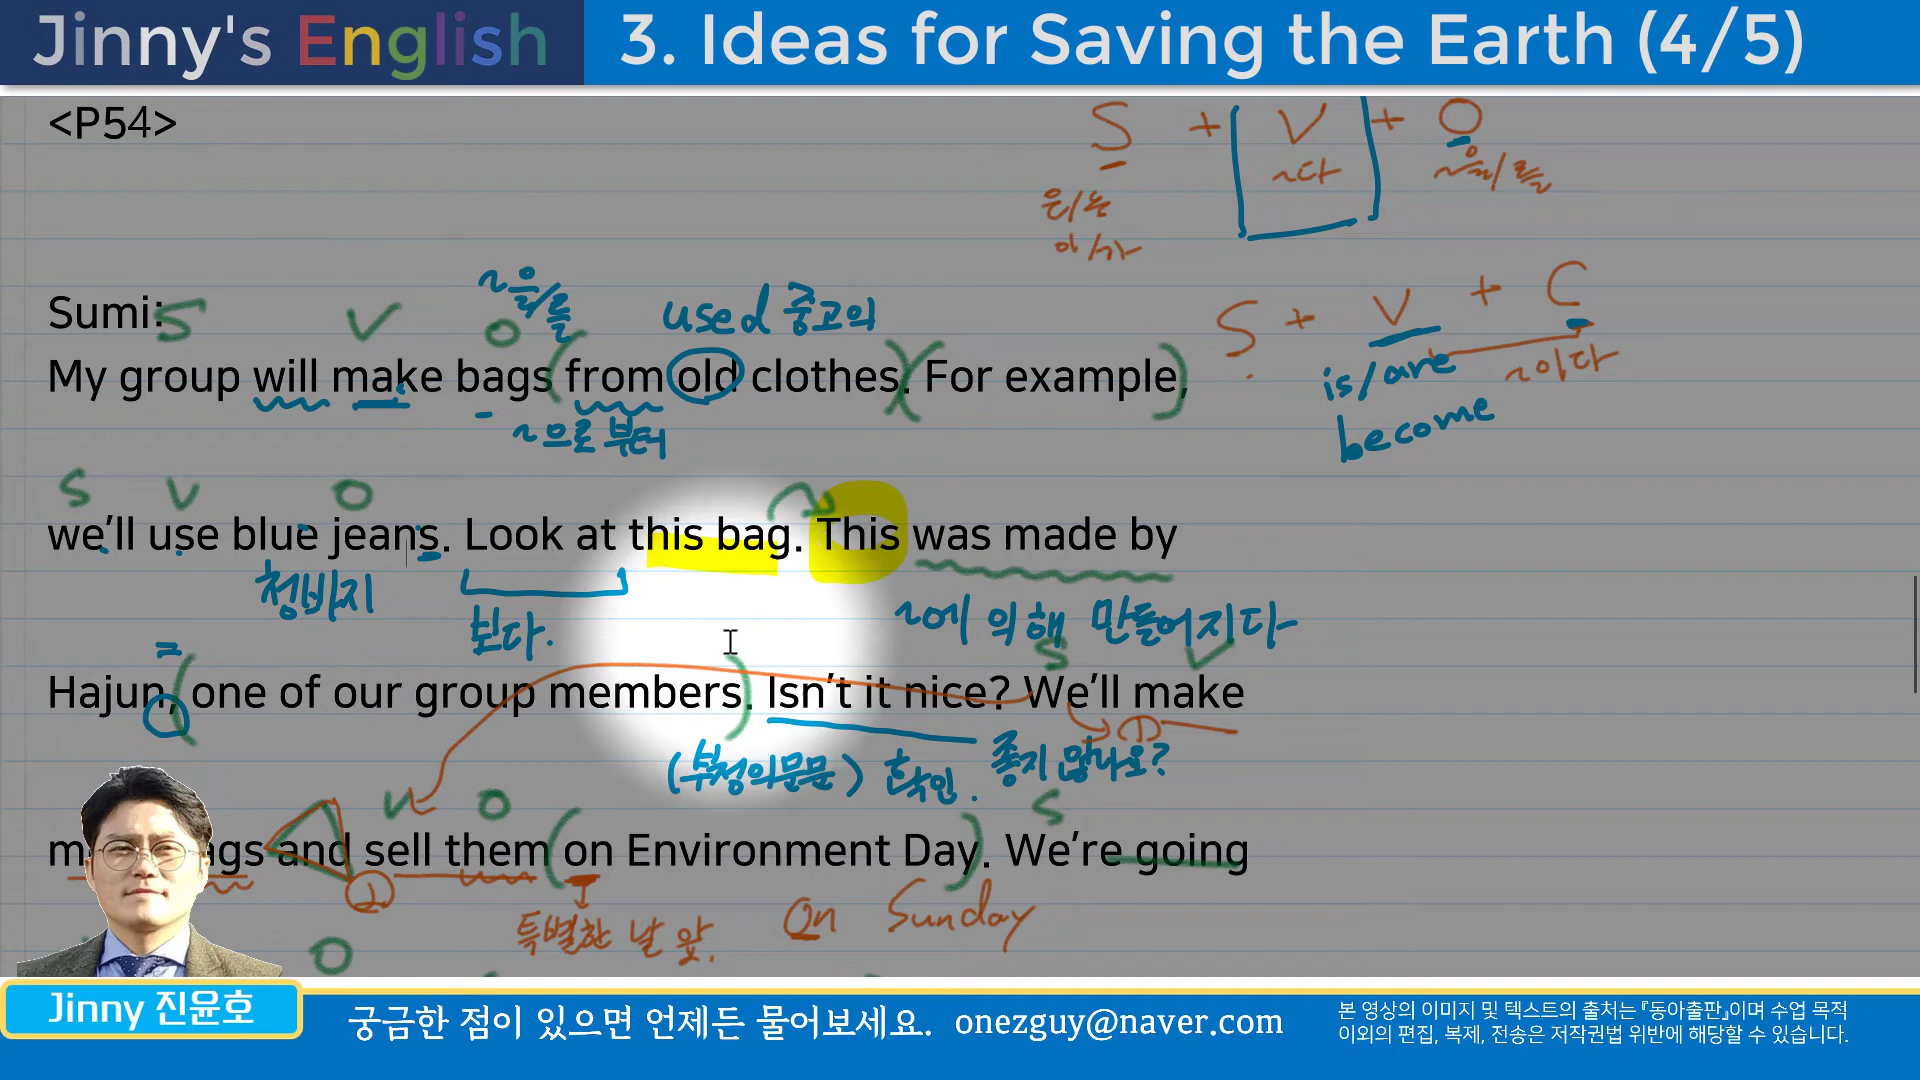 Jinny's English
3. Ideas for Saving the Earth (4/5)
<P54>
S + V + O
~다 ~을/를
은/는
이/가
~을/를
used 중고의
S + V + C
Sumi:
S V O
is/are ~이다
become
My group will make bags (from old clothes.)(For example,)
~으로부터
S V O
we'll use blue jeans. Look at this bag. This was made by
청바지
보다.
~에 의해 만들어지다
= S V
Hajun, (one of our group members). Isn't it nice? We'll make
①
(부정의문문) 확인. 좋지 않나요?
V O S
and sell them (on Environment Day). We're going
②
특별한 날 앞.
On Sunday
O
Jinny 진윤호
궁금한 점이 있으면 언제든 물어보세요. onezguy@naver.com
본 영상의 이미지 및 텍스트의 출처는 『동아출판』이며 수업 목적
이외의 편집, 복제, 전송은 저작권법 위반에 해당할 수 있습니다.